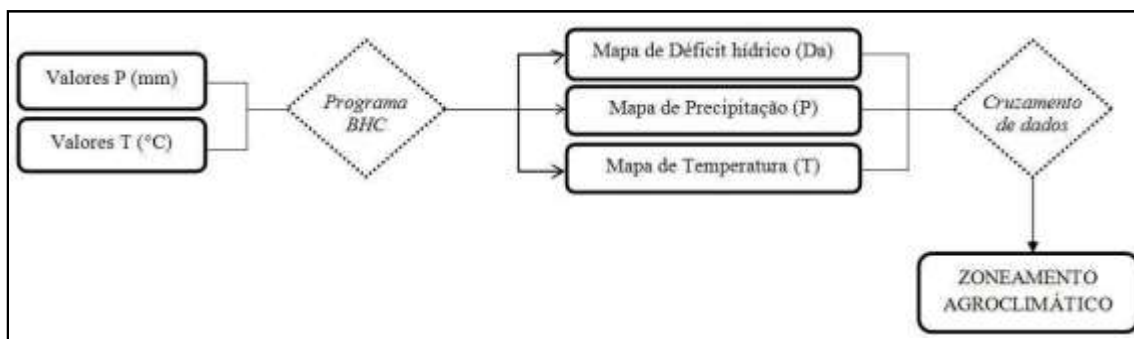 Valores P (mm)
Valores T (°C)
Programa
BHC
Mapa de Déficit hídrico (Da)
Mapa de Precipitação (P)
Mapa de Temperatura (T)
Cruzamento
de dados
ZONEAMENTO
AGROCLIMÁTICO